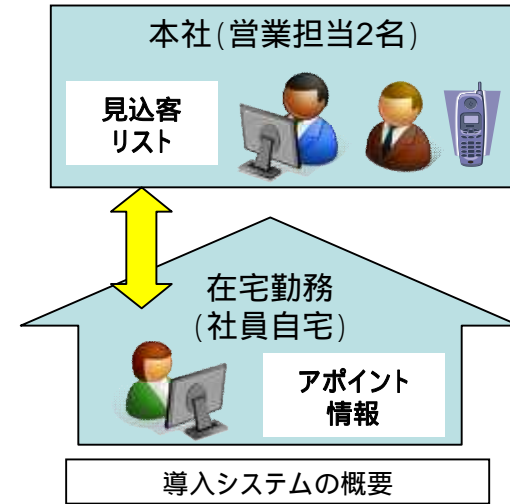 本社(営業担当2名)
見込客
リスト
在宅勤務
(社員自宅)
アポイント
情報
導入システムの概要